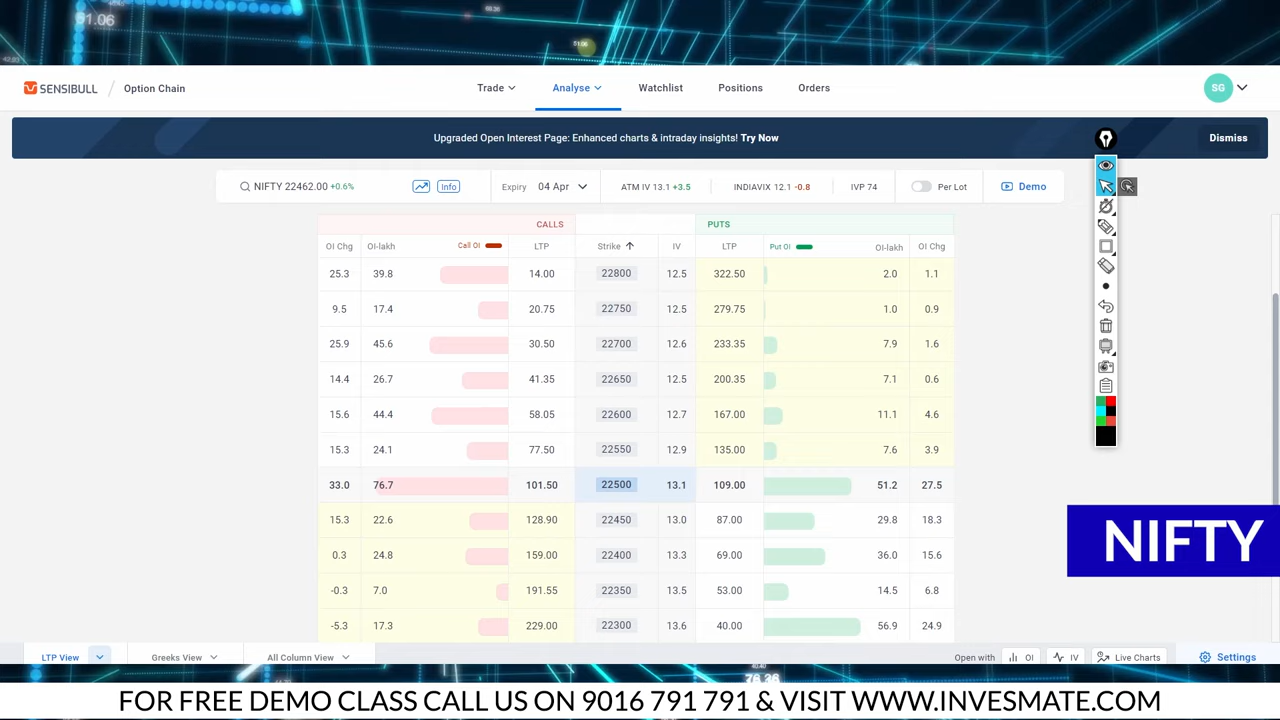 91.06
93.36
51.06
SENSIBULL / Option Chain
Trade
Analyse
Watchlist
Positions
Orders
SG
Upgraded Open Interest Page: Enhanced charts & intraday insights! Try Now
Dismiss
NIFTY 22462.00 +0.6%
Info
Expiry 04 Apr
ATM IV 13.1 +3.5
INDIAVIX 12.1 -0.8
IVP 74
Per Lot
Demo
CALLS PUTS
OI Chg OI-lakh Call OI LTP Strike IV LTP Put OI OI-lakh OI Chg
25.3 39.8 14.00 22800 12.5 322.50 2.0 1.1
9.5 17.4 20.75 22750 12.5 279.75 1.0 0.9
25.9 45.6 30.50 22700 12.6 233.35 7.9 1.6
14.4 26.7 41.35 22650 12.5 200.35 7.1 0.6
15.6 44.4 58.05 22600 12.7 167.00 11.1 4.6
15.3 24.1 77.50 22550 12.9 135.00 7.6 3.9
33.0 76.7 101.50 22500 13.1 109.00 51.2 27.5
15.3 22.6 128.90 22450 13.0 87.00 29.8 18.3
0.3 24.8 159.00 22400 13.3 69.00 36.0 15.6
-0.3 7.0 191.55 22350 13.5 53.00 14.5 6.8
-5.3 17.3 229.00 22300 13.6 40.00 56.9 24.9
NIFTY
LTP View
Greeks View
All Column View
Open with
OI
IV
Live Charts
Settings
FOR FREE DEMO CLASS CALL US ON 9016 791 791 & VISIT WWW.INVESMATE.COM